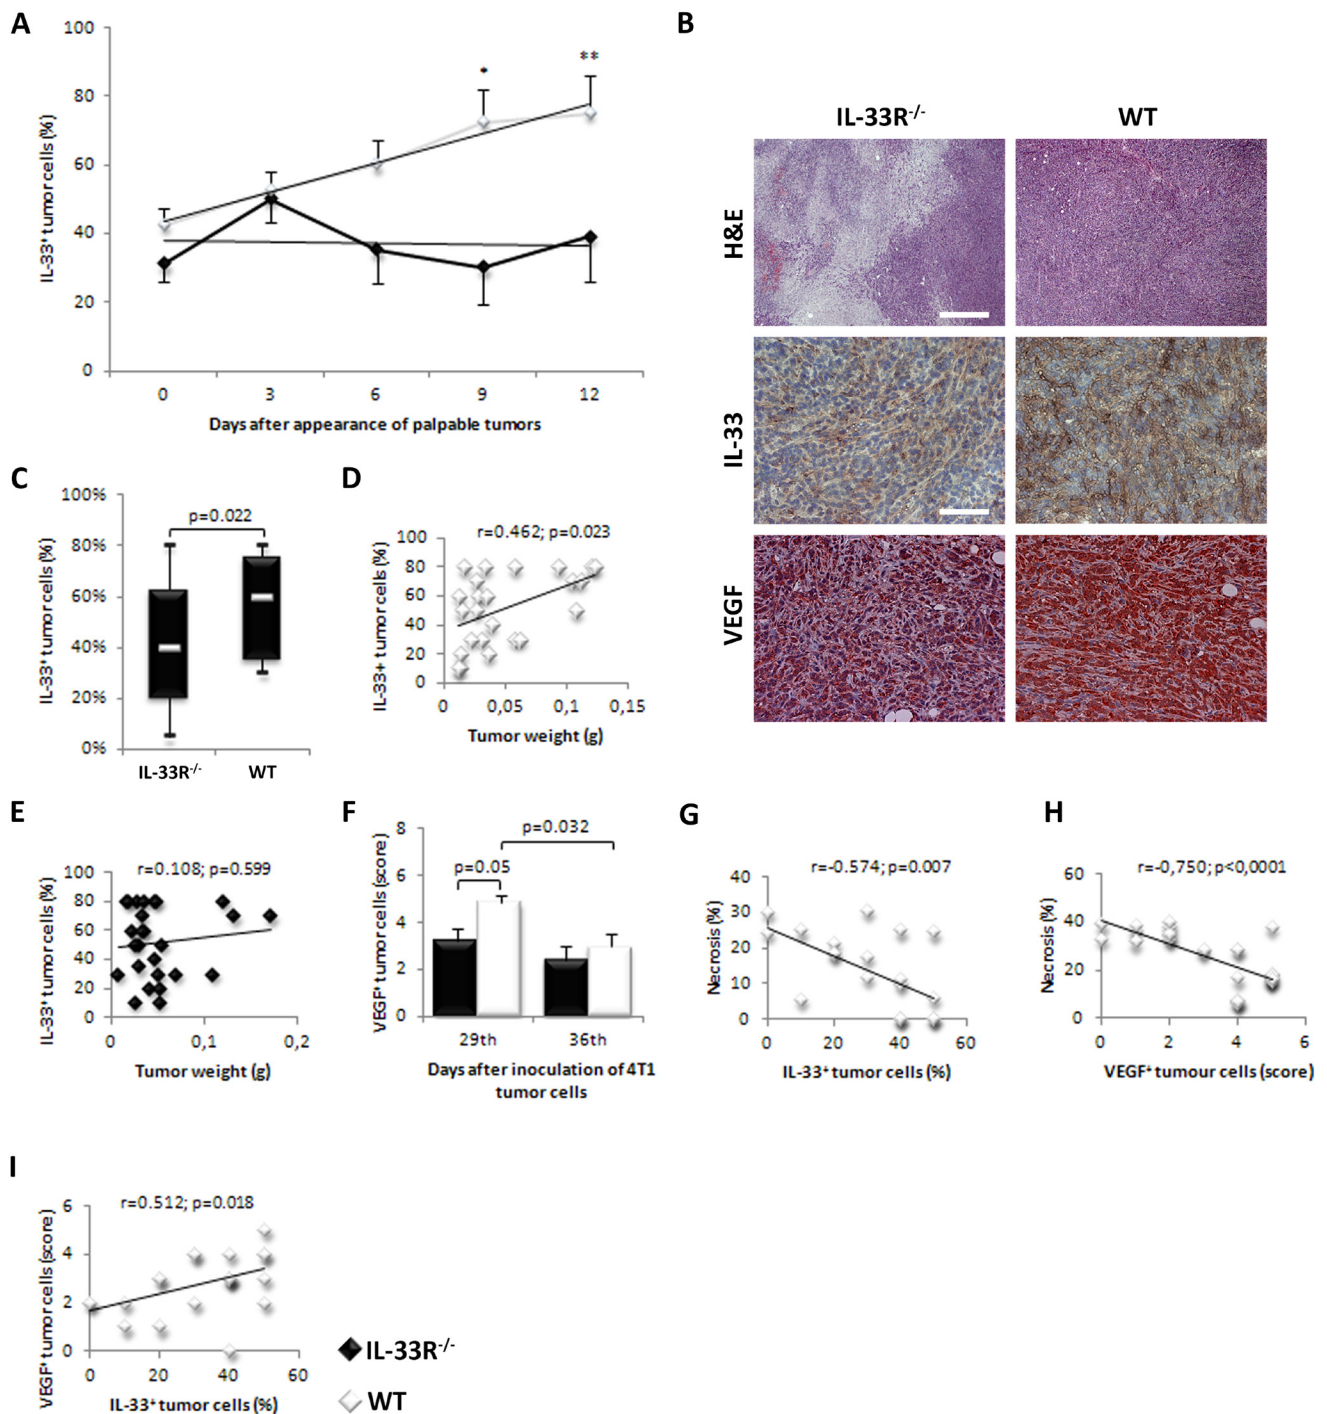 A
100
80
60
40
20
0
IL-33⁺ tumor cells (%)
*
**
0 3 6 9 12
Days after appearance of palpable tumors
B
IL-33R⁻/⁻ WT
H&E
IL-33
VEGF
C
100%
80%
60%
40%
20%
0%
IL-33⁺ tumor cells (%)
p=0.022
IL-33R⁻/⁻ WT
D
r=0.462; p=0.023
100
80
60
40
20
0
IL-33+ tumor cells (%)
0 0,05 0,1 0,15
Tumor weight (g)
E
r=0.108; p=0.599
100
80
60
40
20
0
IL-33⁺ tumor cells (%)
0 0,1 0,2
Tumor weight (g)
F
8
6
4
2
0
VEGF⁺ tumor cells (score)
p=0.032
p=0.05
29th 36th
Days after inoculation of 4T1
tumor cells
G
r=-0.574; p=0.007
40
30
20
10
0
Necrosis (%)
0 20 40 60
IL-33⁺ tumor cells (%)
H
r=-0,750; p<0,0001
60
40
20
0
Necrosis (%)
0 2 4 6
VEGF⁺ tumour cells (score)
I
r=0.512; p=0.018
6
4
2
0
VEGF⁺ tumor cells (score)
0 20 40 60
IL-33⁺ tumor cells (%)
IL-33R⁻/⁻
WT